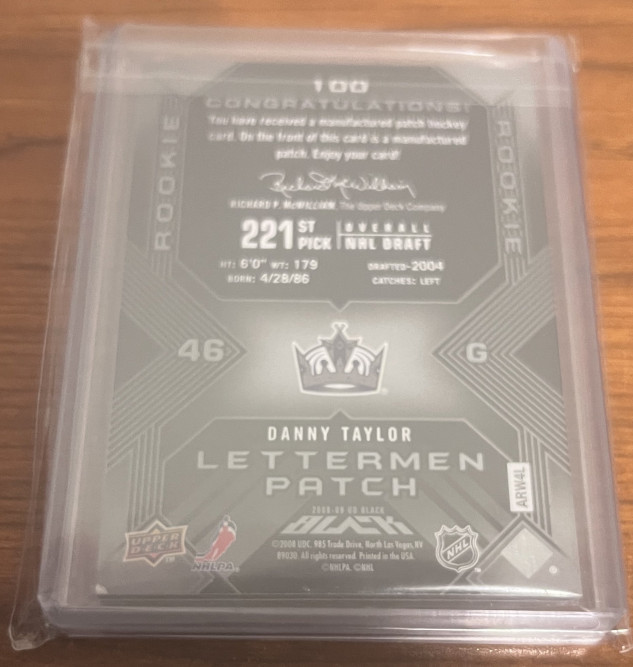 100
ROOKIE
ROOKIE
CONGRATULATIONS!
You have received a manufactured patch hockey
card. On the front of this card is a manufactured
patch. Enjoy your card!
RICHARD P. McWILLIAM, The Upper Deck Company
221ST PICK OVERALL NHL DRAFT
HT: 6'0" WT: 179 DRAFTED-2004
BORN: 4/28/86 CATCHES: LEFT
46 G
DANNY TAYLOR
LETTERMEN
PATCH
ARW4L
2008-09 UD BLACK
BLACK
UPPER DECK TM
NHLPA.
NHL
©2008 UDC. 985 Trade Drive, North Las Vegas, NV
89030. All rights reserved. Printed in the USA.
©NHLPA. ©NHL